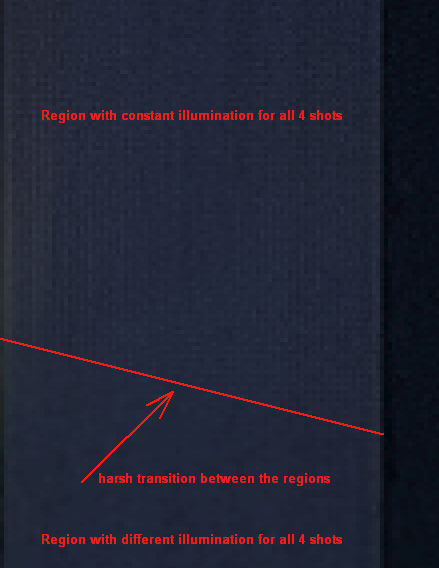 Region with constant illumination for all 4 shots
harsh transition between the regions
Region with different illumination for all 4 shots